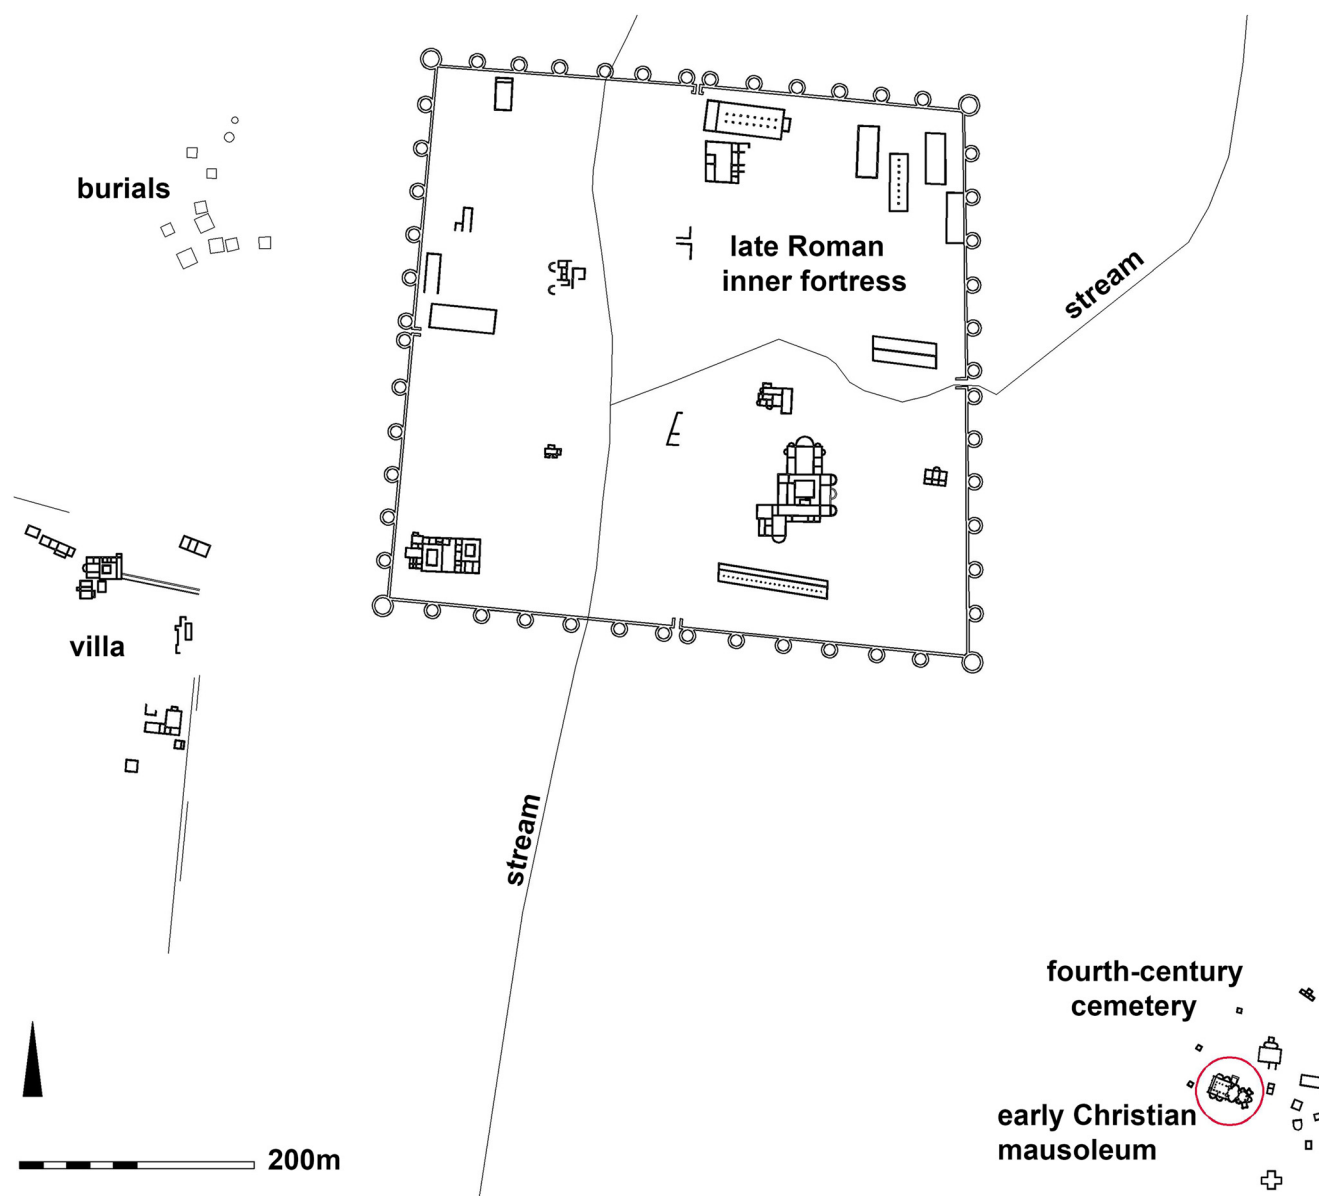 burials
late Roman
inner fortress
stream
villa
stream
fourth-century
cemetery
early Christian
mausoleum
200m